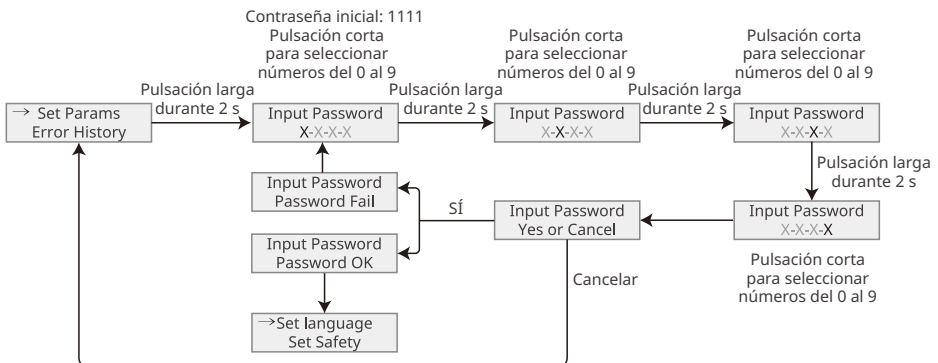 Contraseña inicial: 1111
Pulsación corta
para seleccionar
números del 0 al 9
Pulsación corta
para seleccionar
números del 0 al 9
Pulsación corta
para seleccionar
números del 0 al 9
→ Set Params
Error History
Pulsación larga
durante 2 s
Input Password
X-X-X-X
Pulsación larga
durante 2 s
Input Password
X-X-X-X
Pulsación larga
durante 2 s
Input Password
X-X-X-X
Pulsación larga
durante 2 s
Input Password
Password Fail
SÍ
Input Password
Yes or Cancel
Input Password
X-X-X-X
Input Password
Password OK
Cancelar
Pulsación corta
para seleccionar
números del 0 al 9
→Set language
Set Safety